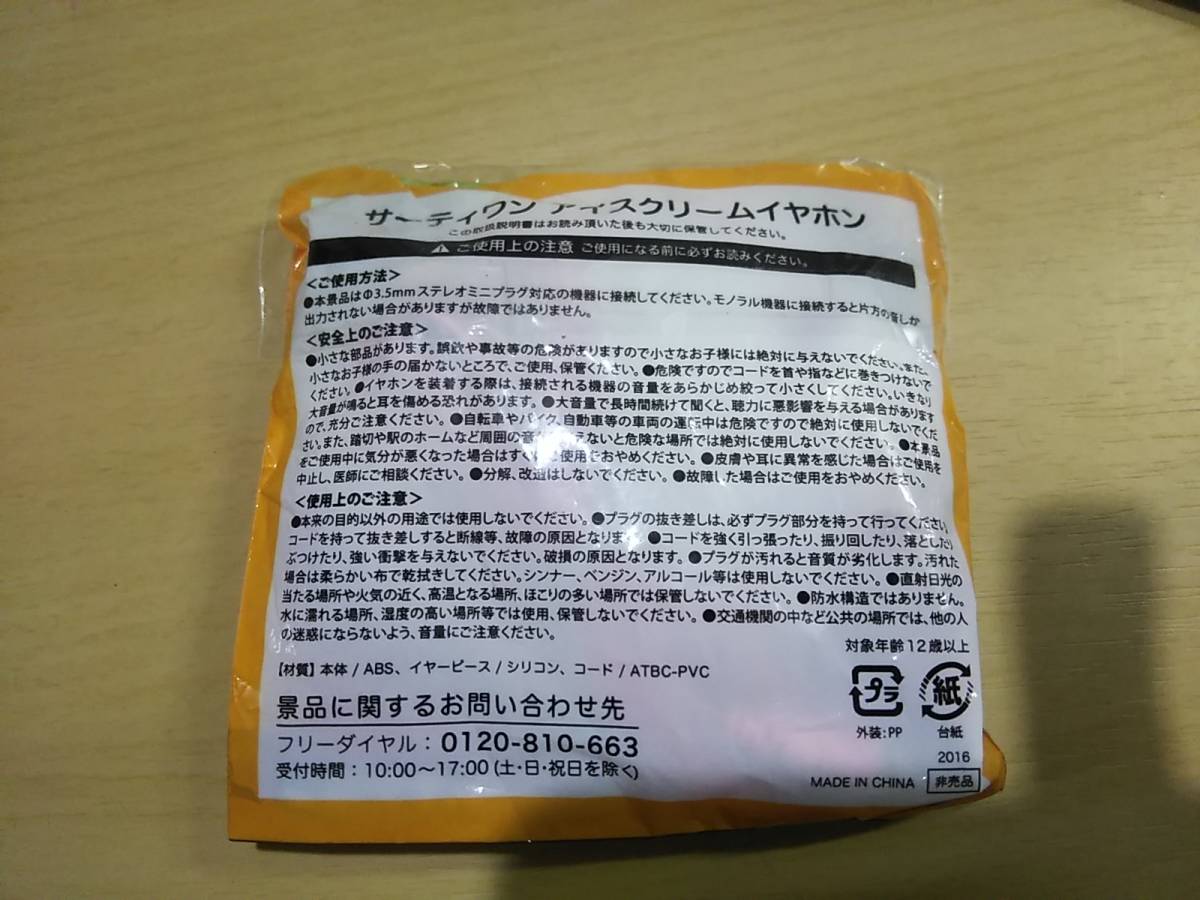 サーティワン アイスクリームイヤホン
この取扱説明書はお読み頂いた後も大切に保管してください。
ご使用上の注意 ご使用になる前に必ずお読みください。
<ご使用方法>
●本景品はΦ3.5mmステレオミニプラグ対応の機器に接続してください。モノラル機器に接続すると片方の音しか
出力されない場合がありますが故障ではありません。
<安全上のご注意>
●小さな部品があります。誤飲や事故等の危険がありますので小さなお子様には絶対に与えないでください。また、
小さなお子様の手の届かないところで、ご使用、保管ください。●危険ですのでコードを首や指などに巻きつけないで
ください。●イヤホンを装着する際は、接続される機器の音量をあらかじめ絞って小さくしてください。いきなり
大音量が鳴ると耳を傷める恐れがあります。●大音量で長時間続けて聞くと、聴力に悪影響を与える場合があります
ので、充分ご注意ください。●自転車やバイク、自動車等の車両の運転中は危険ですので絶対に使用しないでくだ
さい。また、踏切や駅のホームなど周囲の音が えないと危険な場所では絶対に使用しないでください。●本景品
をご使用中に気分が悪くなった場合はすぐ 使用をおやめください。●皮膚や耳に異常を感じた場合はご使用を
中止し、医師にご相談ください。●分解、改造はしないでください。●故障した場合はご使用をおやめください。
<使用上のご注意>
●本来の目的以外の用途では使用しないでください。●プラグの抜き差しは、必ずプラグ部分を持って行ってください。
コードを持って抜き差しすると断線等、故障の原因となります。●コードを強く引っ張ったり、振り回したり、落としたり
ぶつけたり、強い衝撃を与えないでください。破損の原因となります。●プラグが汚れると音質が劣化します。汚れた
場合は柔らかい布で乾拭きしてください。シンナー、ベンジン、アルコール等は使用しないでください。●直射日光の
当たる場所や火気の近く、高温となる場所、ほこりの多い場所では保管しないでください。●防水構造ではありません。
水に濡れる場所、湿度の高い場所等では使用、保管しないでください。●交通機関の中など公共の場所では、他の人
の迷惑にならないよう、音量にご注意ください。
対象年齢12歳以上
【材質】本体/ABS、イヤーピース/シリコン、コード/ATBC-PVC
プラ 紙
外装:PP 台紙
景品に関するお問い合わせ先
フリーダイヤル:0120-810-663
受付時間:10:00〜17:00(土・日・祝日を除く)
2016
MADE IN CHINA 非売品